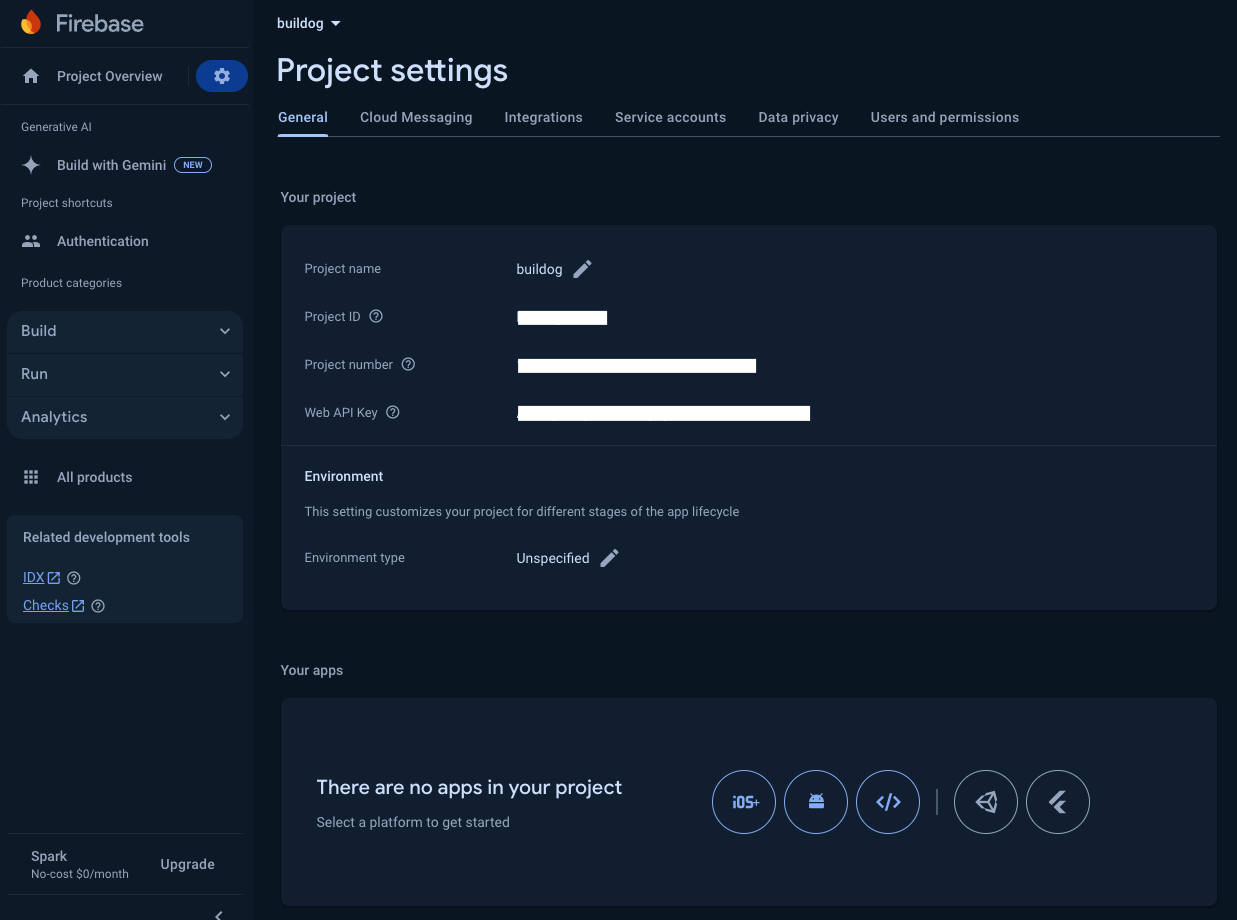 Firebase
Project Overview
Generative AI
Build with Gemini NEW
Project shortcuts
Authentication
Product categories
Build
Run
Analytics
All products
Related development tools
IDX
Checks
Spark
No-cost $0/month
Upgrade
buildog
Project settings
General Cloud Messaging Integrations Service accounts Data privacy Users and permissions
Your project
Project name buildog
Project ID
Project number
Web API Key
Environment
This setting customizes your project for different stages of the app lifecycle
Environment type Unspecified
Your apps
There are no apps in your project
Select a platform to get started
iOS+